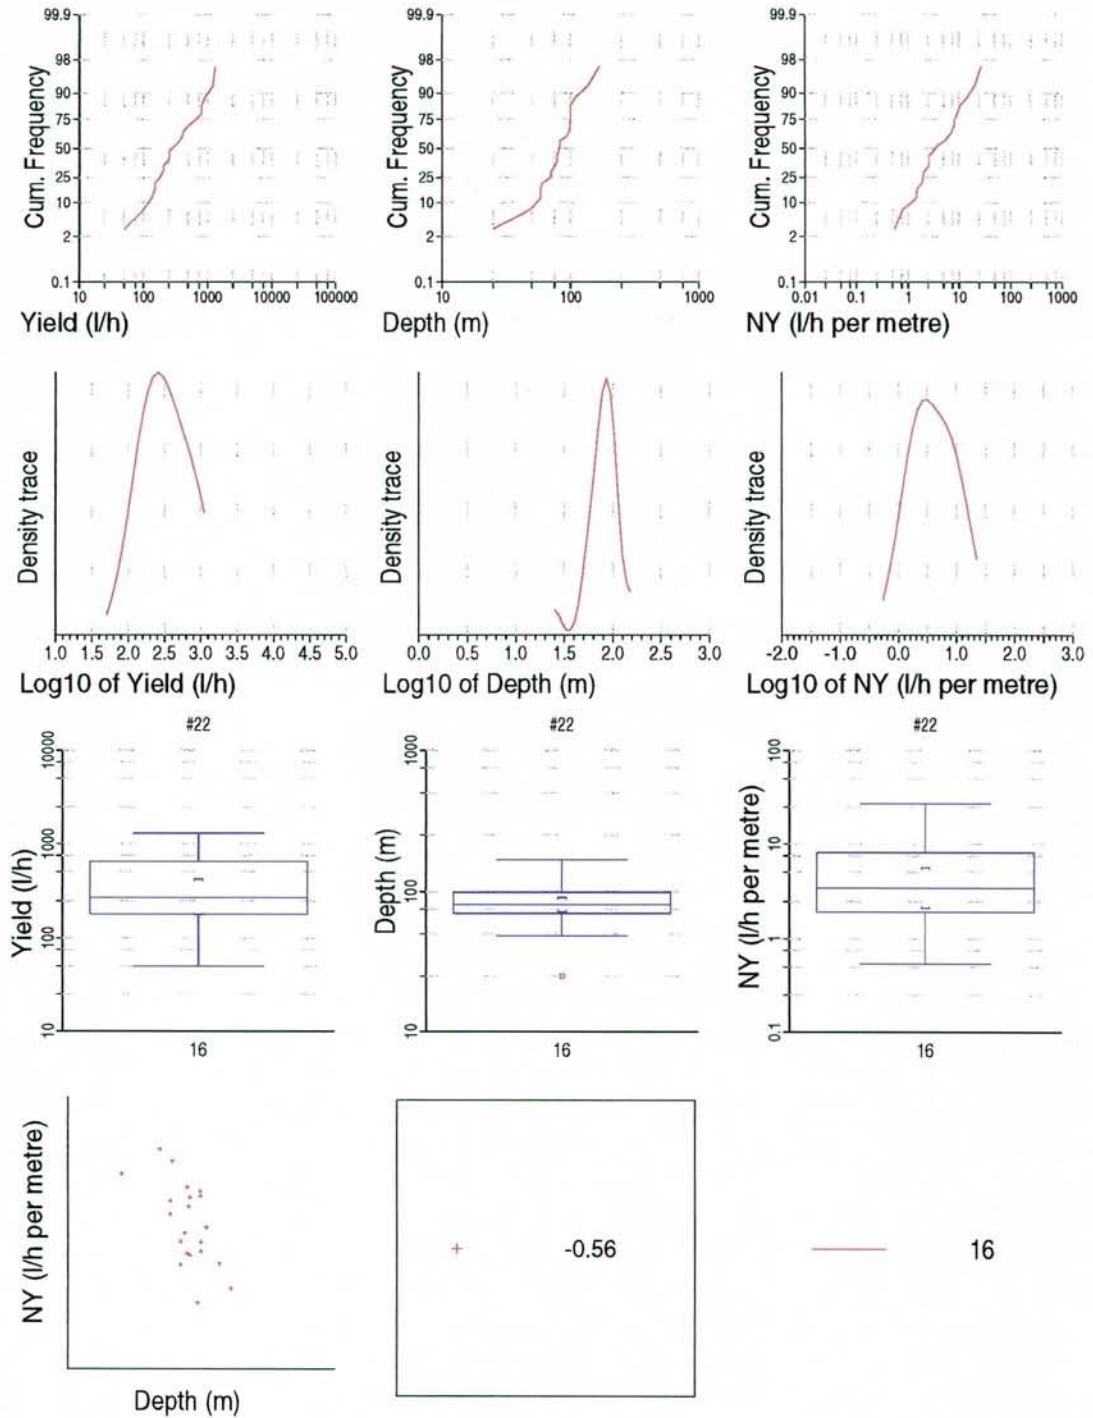 99.9
98
90
75
50
25
10
2
0.1
Cum. Frequency
10 100 1000 10000 100000
Yield (l/h)
99.9
98
90
75
50
25
10
2
0.1
Cum. Frequency
10 100 1000
Depth (m)
99.9
98
90
75
50
25
10
2
0.1
Cum. Frequency
0.01 0.1 1 10 100 1000
NY (l/h per metre)
Density trace
1.0 1.5 2.0 2.5 3.0 3.5 4.0 4.5 5.0
Log10 of Yield (l/h)
Density trace
0.0 0.5 1.0 1.5 2.0 2.5 3.0
Log10 of Depth (m)
Density trace
-2.0 -1.0 0.0 1.0 2.0 3.0
Log10 of NY (l/h per metre)
#22
Yield (l/h)
10000
1000
100
10
16
#22
Depth (m)
1000
100
10
16
#22
NY (l/h per metre)
100
10
1
0.1
16
NY (l/h per metre)
Depth (m)
+ -0.56
16